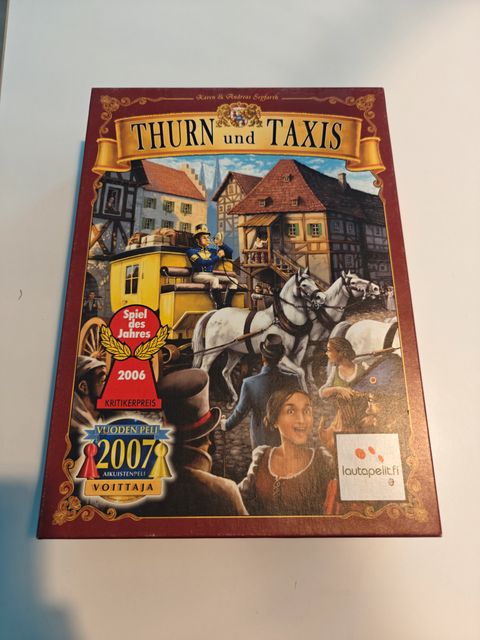 Karen & Andreas Seyfarth
THURN und TAXIS
Spiel
des
Jahres
2006
KRITIKERPREIS
VUODEN PELI
2007
AIKUISTENPELI
VOITTAJA
lautapelit.fi